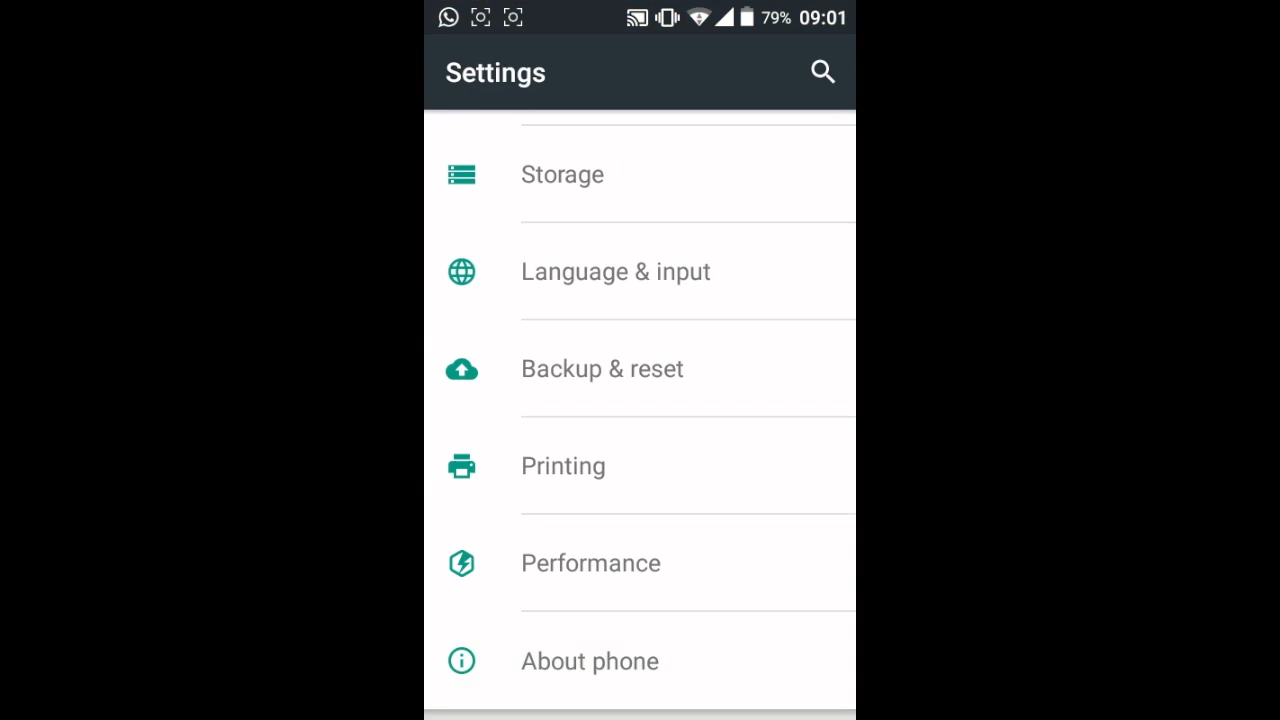 79% 09:01
Settings
Storage
Language & input
Backup & reset
Printing
Performance
About phone